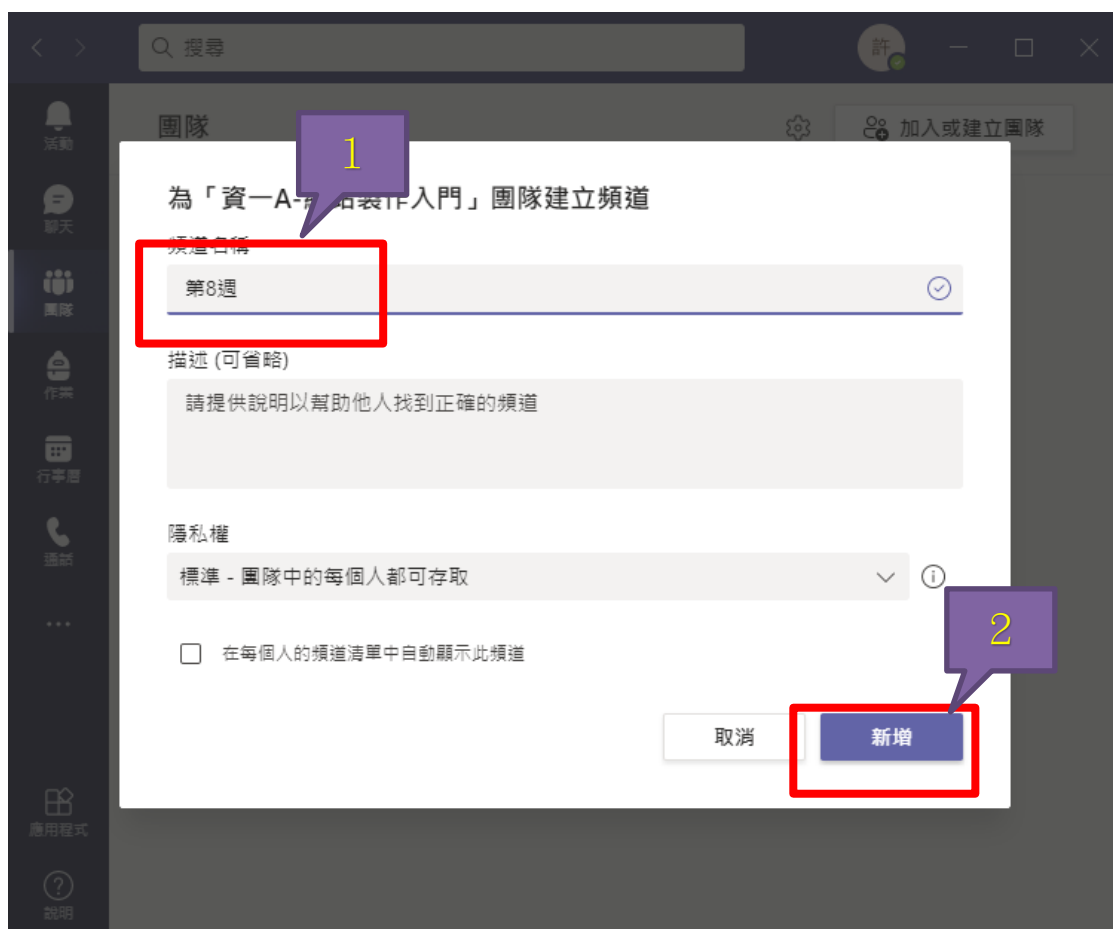 搜尋
許
活動
聊天
團隊
作業
行事曆
通話
應用程式
說明
團隊
加入或建立團隊
1
為「資一A-網站製作入門」團隊建立頻道
頻道名稱
第8週
描述 (可省略)
請提供說明以幫助他人找到正確的頻道
隱私權
標準 - 團隊中的每個人都可存取
2
在每個人的頻道清單中自動顯示此頻道
取消
新增